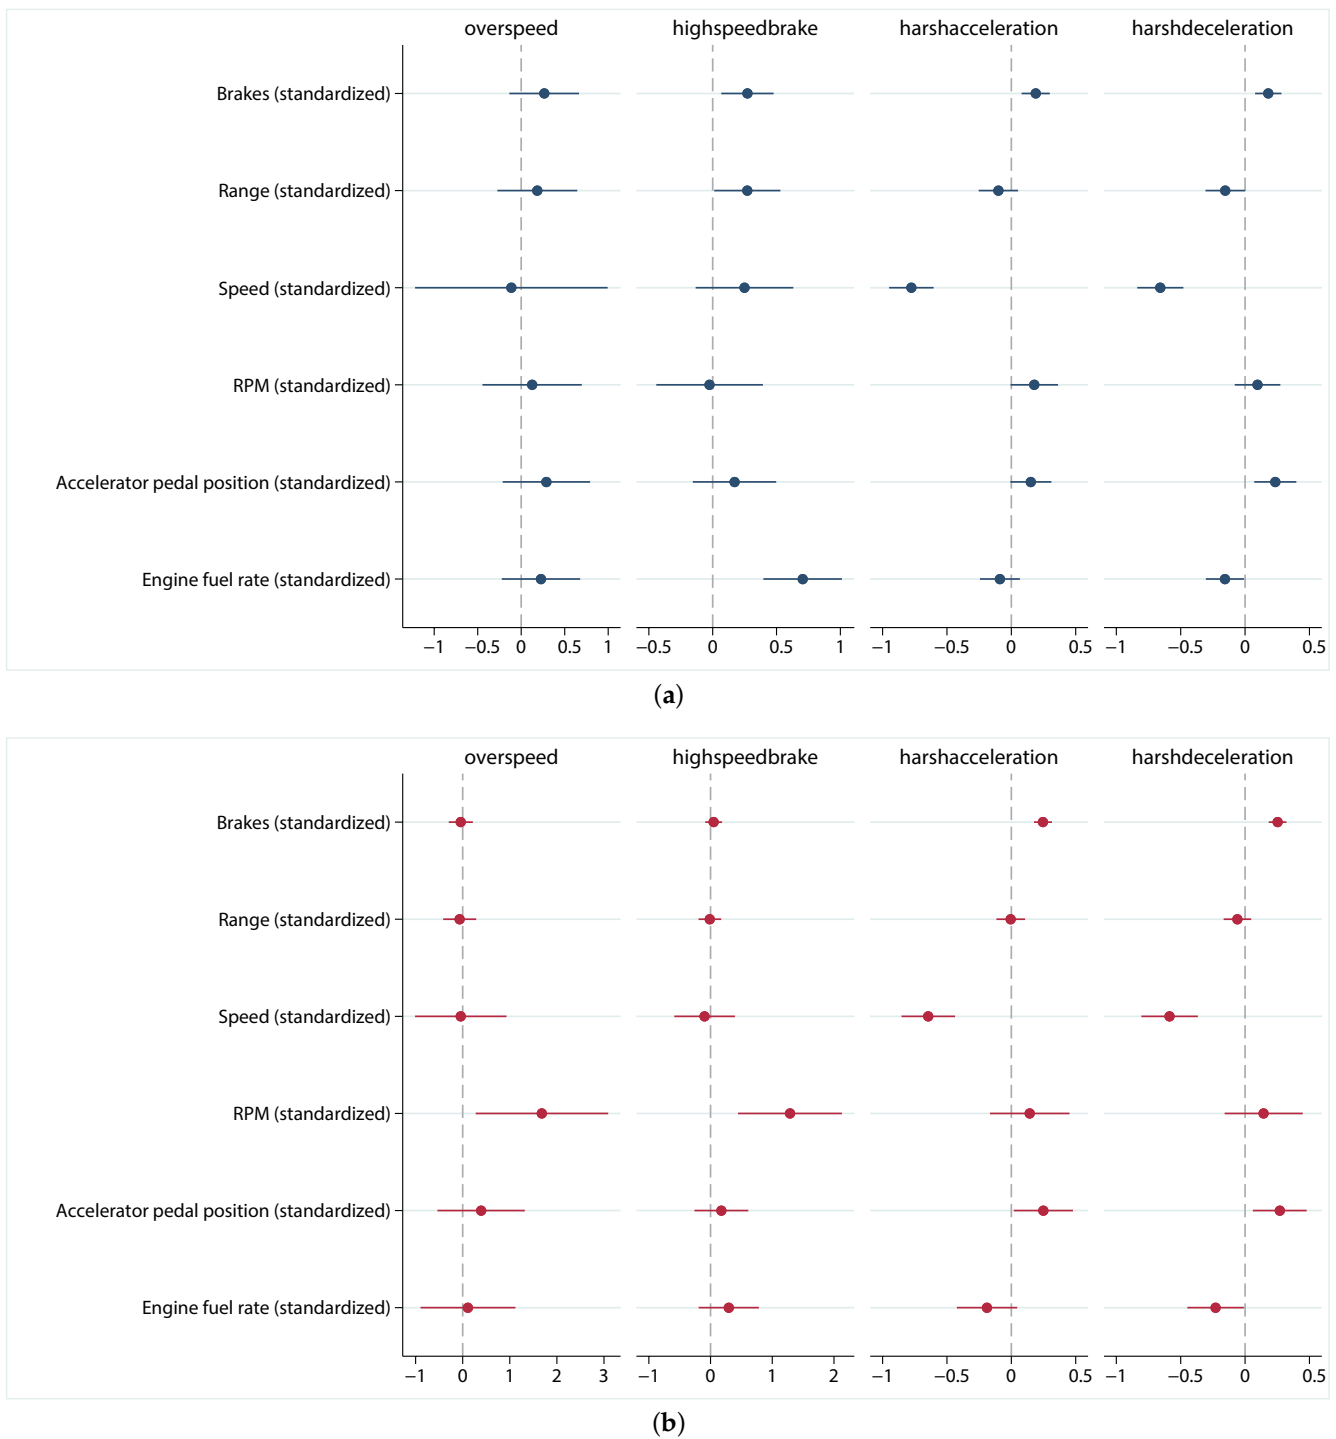 overspeed highspeedbrake harshacceleration harshdeceleration
Brakes (standardized)
Range (standardized)
Speed (standardized)
RPM (standardized)
Accelerator pedal position (standardized)
Engine fuel rate (standardized)
−1 −0.5 0 0.5 1 −0.5 0 0.5 1 −1 −0.5 0 0.5 −1 −0.5 0 0.5
(a)
overspeed highspeedbrake harshacceleration harshdeceleration
Brakes (standardized)
Range (standardized)
Speed (standardized)
RPM (standardized)
Accelerator pedal position (standardized)
Engine fuel rate (standardized)
−1 0 1 2 3 −1 0 1 2 −1 −0.5 0 0.5 −1 −0.5 0 0.5
(b)